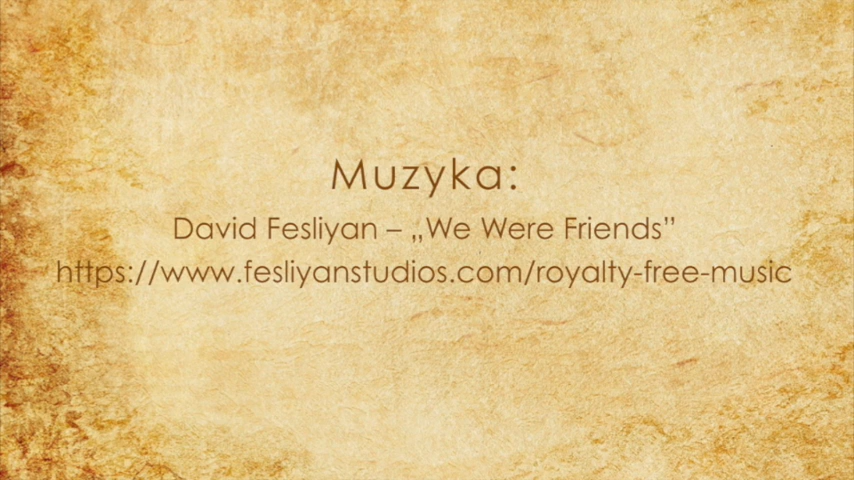 Muzyka:
David Fesliyan – „We Were Friends”
https://www.fesliyanstudios.com/royalty-free-music